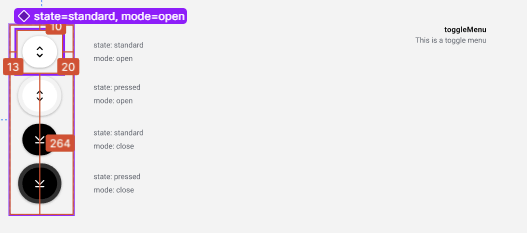 state=standard, mode=open
10
toggleMenu
This is a toggle menu
state: standard
mode: open
13
20
state: pressed
mode: open
state: standard
mode: close
264
state: pressed
mode: close